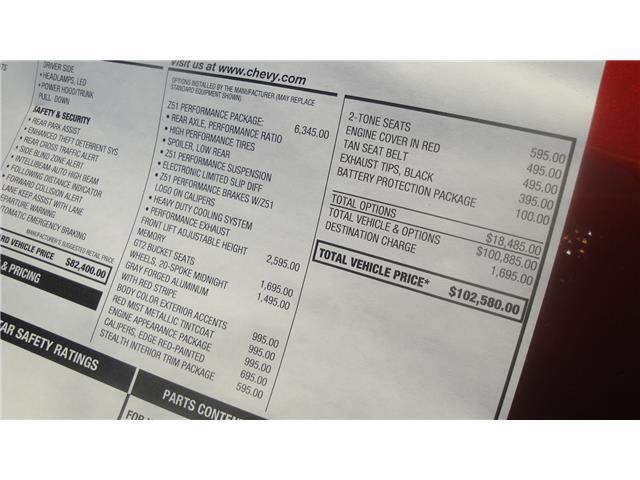 DRIVER SIDE
• HEADLAMPS, LED
• POWER HOOD/TRUNK
PULL DOWN
SAFETY & SECURITY
• REAR PARK ASSIST
• ENHANCED THEFT DETERRENT SYS
• REAR CROSS TRAFFIC ALERT
• SIDE BLIND ZONE ALERT
• INTELLIBEAM-AUTO HIGH BEAM
• FOLLOWING DISTANCE INDICATOR
• FORWARD COLLISION ALERT
LANE KEEP ASSIST WITH LANE
DEPARTURE WARNING
AUTOMATIC EMERGENCY BRAKING
MANUFACTURER'S SUGGESTED RETAIL PRICE
RD VEHICLE PRICE $82,400.00
& PRICING
AR SAFETY RATINGS
Visit us at www.chevy.com
OPTIONS INSTALLED BY THE MANUFACTURER (MAY REPLACE
STANDARD EQUIPMENT SHOWN)
Z51 PERFORMANCE PACKAGE: 6,345.00
• REAR AXLE, PERFORMANCE RATIO
• HIGH PERFORMANCE TIRES
• SPOILER, LOW REAR
• Z51 PERFORMANCE SUSPENSION
• ELECTRONIC LIMITED SLIP DIFF
• Z51 PERFORMANCE BRAKES W/Z51
LOGO ON CALIPERS
• HEAVY DUTY COOLING SYSTEM
• PERFORMANCE EXHAUST
FRONT LIFT ADJUSTABLE HEIGHT 2,595.00
MEMORY
GT2 BUCKET SEATS 1,695.00
WHEELS, 20-SPOKE MIDNIGHT 1,495.00
GRAY FORGED ALUMINUM
WITH RED STRIPE
BODY COLOR EXTERIOR ACCENTS 995.00
RED MIST METALLIC TINTCOAT 995.00
ENGINE APPEARANCE PACKAGE 995.00
CALIPERS, EDGE RED-PAINTED 695.00
STEALTH INTERIOR TRIM PACKAGE 595.00
PARTS CONTEN
FOR
2-TONE SEATS 595.00
ENGINE COVER IN RED 495.00
TAN SEAT BELT 495.00
EXHAUST TIPS, BLACK 395.00
BATTERY PROTECTION PACKAGE 100.00
TOTAL OPTIONS $18,485.00
TOTAL VEHICLE & OPTIONS $100,885.00
DESTINATION CHARGE 1,695.00
TOTAL VEHICLE PRICE* $102,580.00